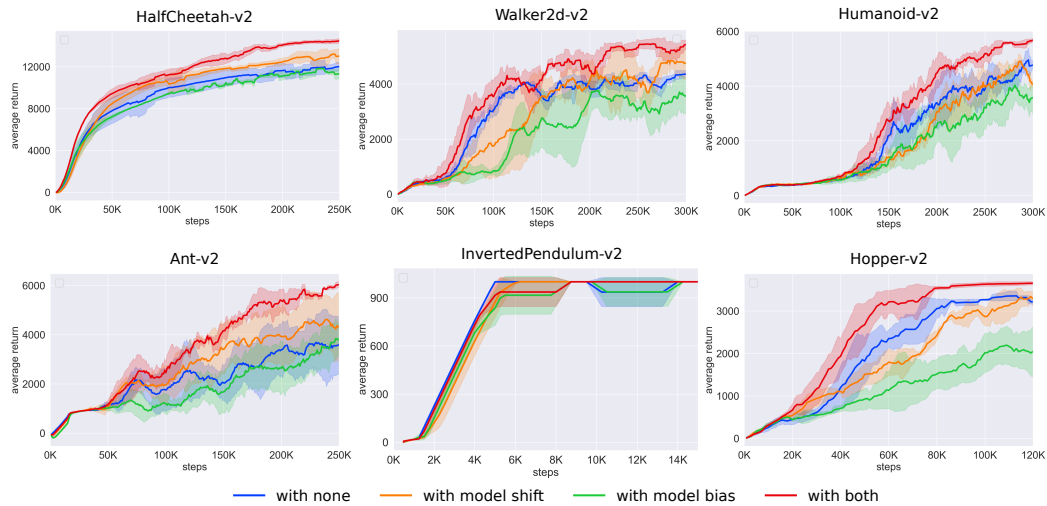 HalfCheetah-v2
average return
12000
8000
4000
0
0K 50K 100K 150K 200K 250K
steps
Walker2d-v2
average return
4000
2000
0
0K 50K 100K 150K 200K 250K 300K
steps
Humanoid-v2
average return
6000
4000
2000
0
0K 50K 100K 150K 200K 250K 300K
steps
Ant-v2
average return
6000
4000
2000
0
0K 50K 100K 150K 200K 250K
steps
InvertedPendulum-v2
average return
900
600
300
0
0K 2K 4K 6K 8K 10K 12K 14K
steps
Hopper-v2
average return
3000
2000
1000
0
0K 20K 40K 60K 80K 100K 120K
steps
with none with model shift with model bias with both